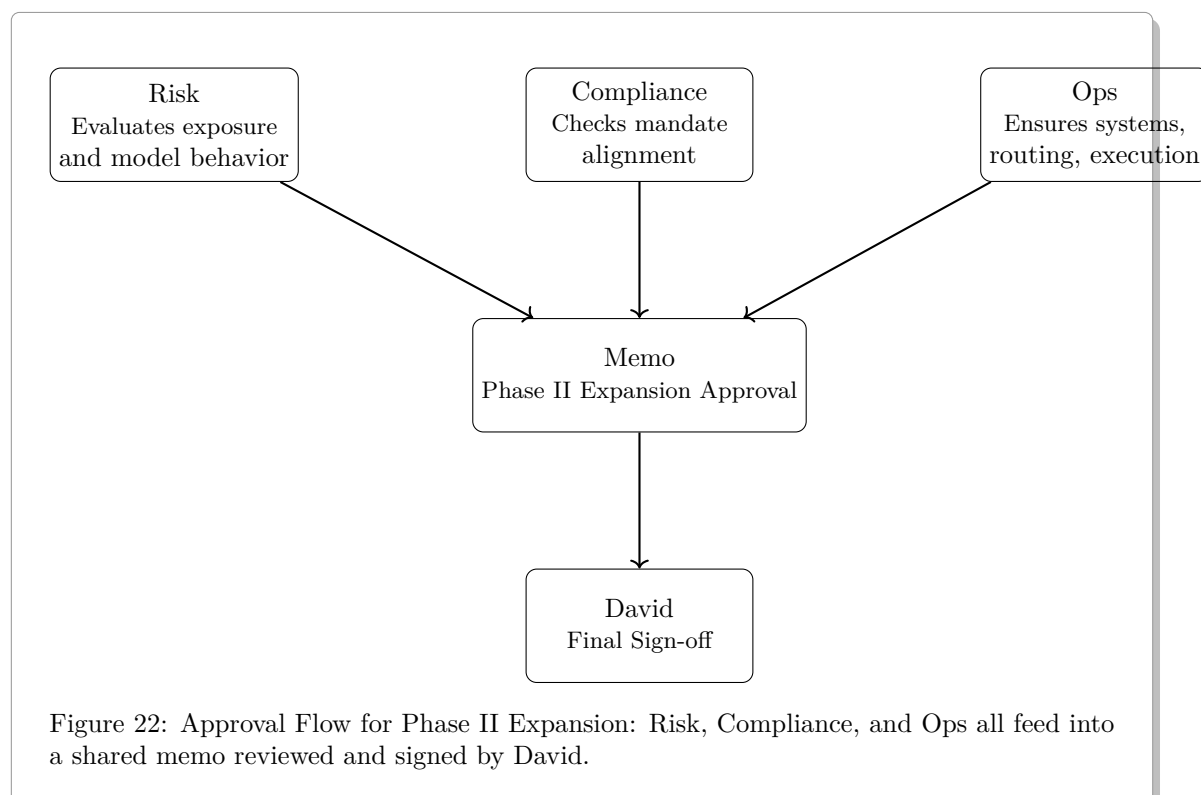 Risk
Evaluates exposure
and model behavior
Compliance
Checks mandate
alignment
Ops
Ensures systems,
routing, execution
Memo
Phase II Expansion Approval
David
Final Sign-off
Figure 22: Approval Flow for Phase II Expansion: Risk, Compliance, and Ops all feed into
a shared memo reviewed and signed by David.